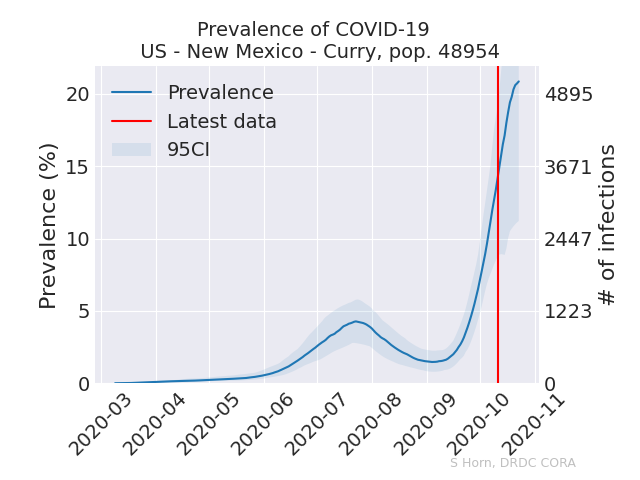 Prevalence of COVID-19
US - New Mexico - Curry, pop. 48954
Prevalence
Latest data
95CI
Prevalence (%)
20
15
10
5
0
4895
3671
2447
1223
0
# of infections
2020-03
2020-04
2020-05
2020-06
2020-07
2020-08
2020-09
2020-10
2020-11
S Horn, DRDC CORA